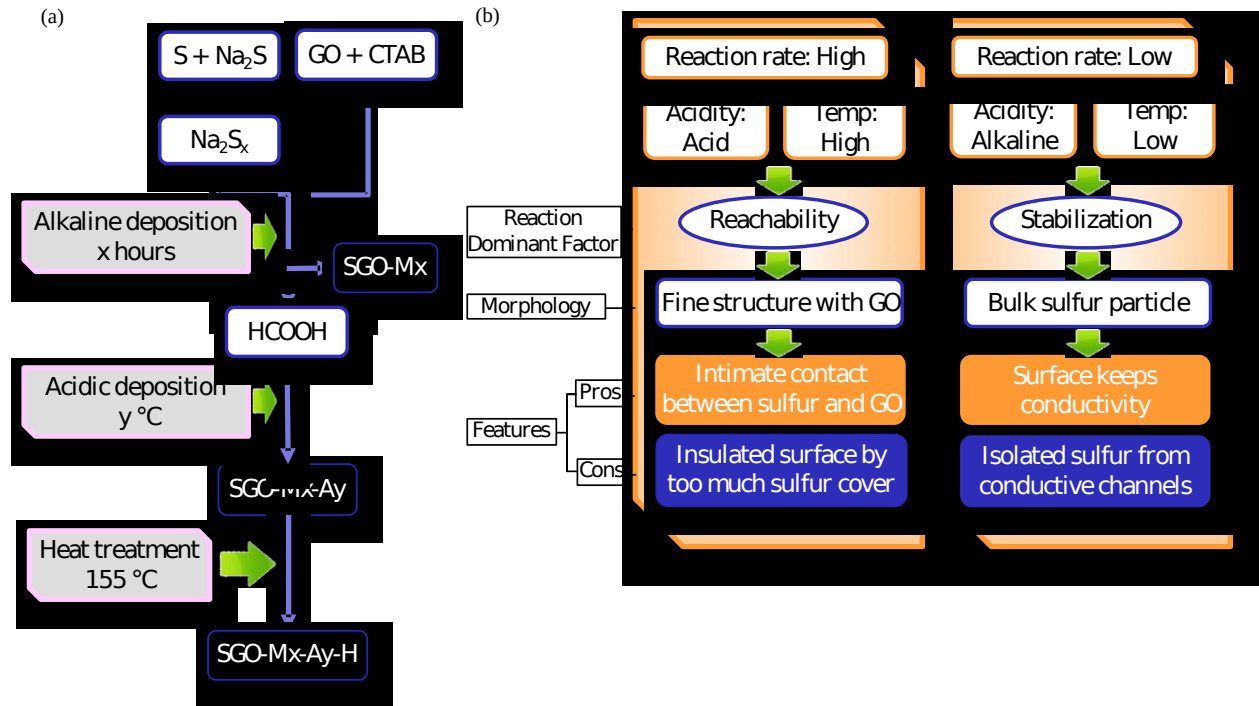 (a)
S + Na₂S
GO + CTAB
Na₂Sₓ
Alkaline deposition
x hours
SGO-Mx
HCOOH
Acidic deposition
y °C
SGO-Mx-Ay
Heat treatment
155 °C
SGO-Mx-Ay-H
(b)
Reaction rate: High
Acidity:
Acid
Temp:
High
Reaction rate: Low
Acidity:
Alkaline
Temp:
Low
Reaction
Dominant Factor
Reachability
Stabilization
Morphology
Fine structure with GO
Bulk sulfur particle
Features
Pros
Intimate contact
between sulfur and GO
Surface keeps
conductivity
Cons
Insulated surface by
too much sulfur cover
Isolated sulfur from
conductive channels